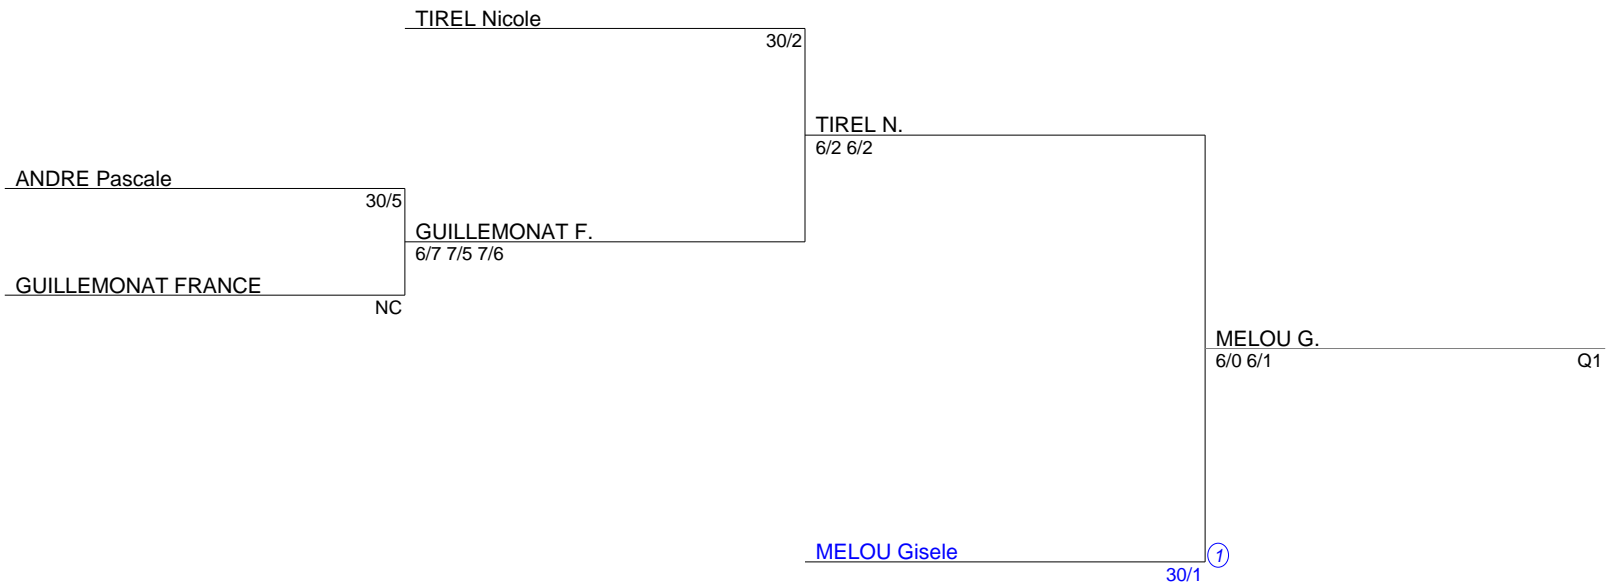 TIREL Nicole
30/2
TIREL N.
6/2 6/2
ANDRE Pascale
30/5
GUILLEMONAT F.
6/7 7/5 7/6
GUILLEMONAT FRANCE
NC
MELOU G.
6/0 6/1 Q1
MELOU Gisele
1
30/1